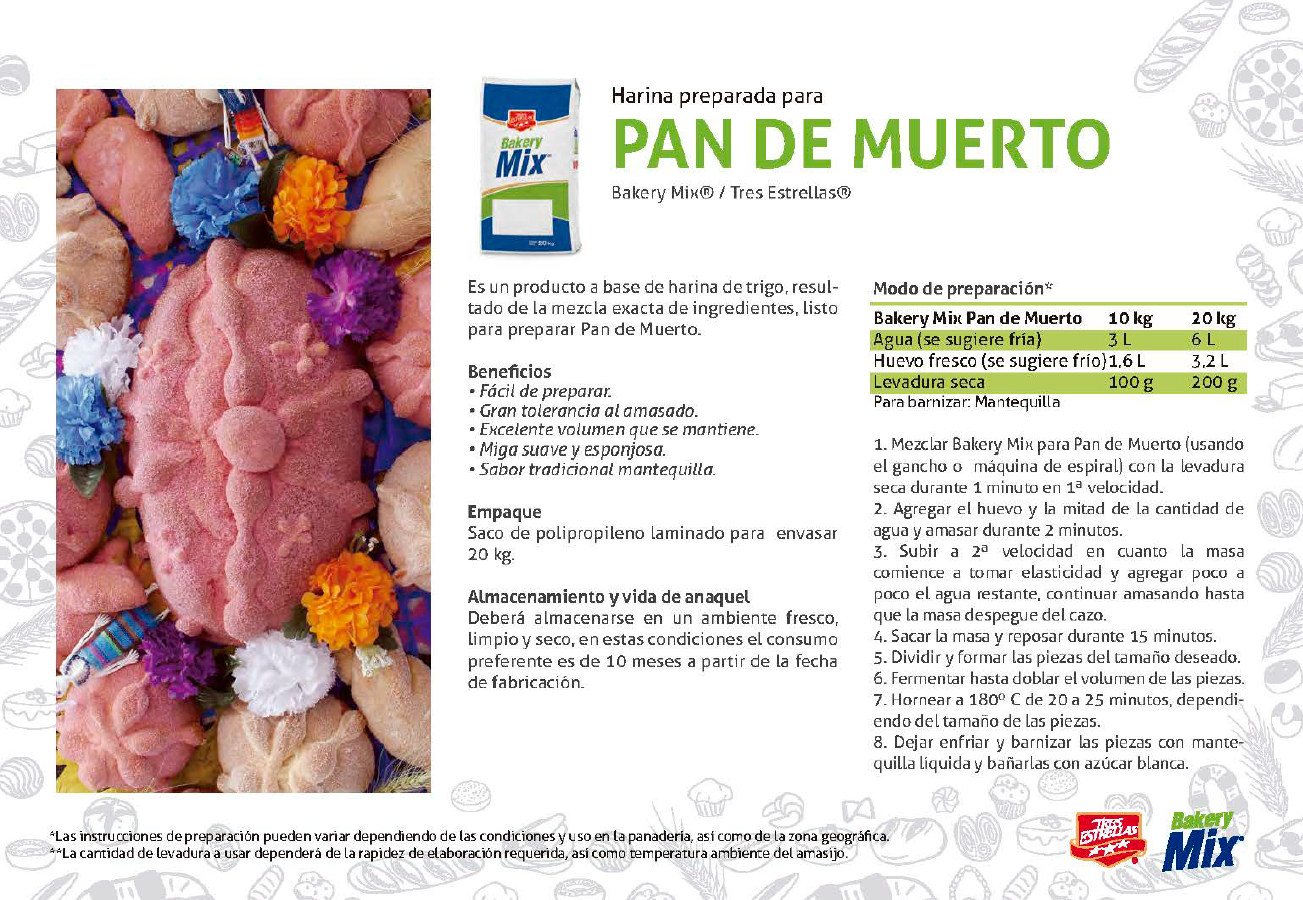 Harina preparada para
PAN DE MUERTO
Bakery Mix® / Tres Estrellas®
TRES ESTRELLAS
Bakery
Mix
20 kg
Es un producto a base de harina de trigo, resul-
tado de la mezcla exacta de ingredientes, listo
para preparar Pan de Muerto.
Beneficios
• Fácil de preparar.
• Gran tolerancia al amasado.
• Excelente volumen que se mantiene.
• Miga suave y esponjosa.
• Sabor tradicional mantequilla.
Empaque
Saco de polipropileno laminado para envasar
20 kg.
Almacenamiento y vida de anaquel
Deberá almacenarse en un ambiente fresco,
limpio y seco, en estas condiciones el consumo
preferente es de 10 meses a partir de la fecha
de fabricación.
Modo de preparación*
Bakery Mix Pan de Muerto 10 kg 20 kg
Agua (se sugiere fría) 3 L 6 L
Huevo fresco (se sugiere frío) 1,6 L 3,2 L
Levadura seca 100 g 200 g
Para barnizar: Mantequilla
1. Mezclar Bakery Mix para Pan de Muerto (usando
el gancho o máquina de espiral) con la levadura
seca durante 1 minuto en 1ª velocidad.
2. Agregar el huevo y la mitad de la cantidad de
agua y amasar durante 2 minutos.
3. Subir a 2ª velocidad en cuanto la masa
comience a tomar elasticidad y agregar poco a
poco el agua restante, continuar amasando hasta
que la masa despegue del cazo.
4. Sacar la masa y reposar durante 15 minutos.
5. Dividir y formar las piezas del tamaño deseado.
6. Fermentar hasta doblar el volumen de las piezas.
7. Hornear a 180º C de 20 a 25 minutos, dependi-
endo del tamaño de las piezas.
8. Dejar enfriar y barnizar las piezas con mante-
quilla líquida y bañarlas con azúcar blanca.
*Las instrucciones de preparación pueden variar dependiendo de las condiciones y uso en la panadería, así como de la zona geográfica.
**La cantidad de levadura a usar dependerá de la rapidez de elaboración requerida, así como temperatura ambiente del amasijo.
TRES
ESTRELLAS
Bakery
Mix